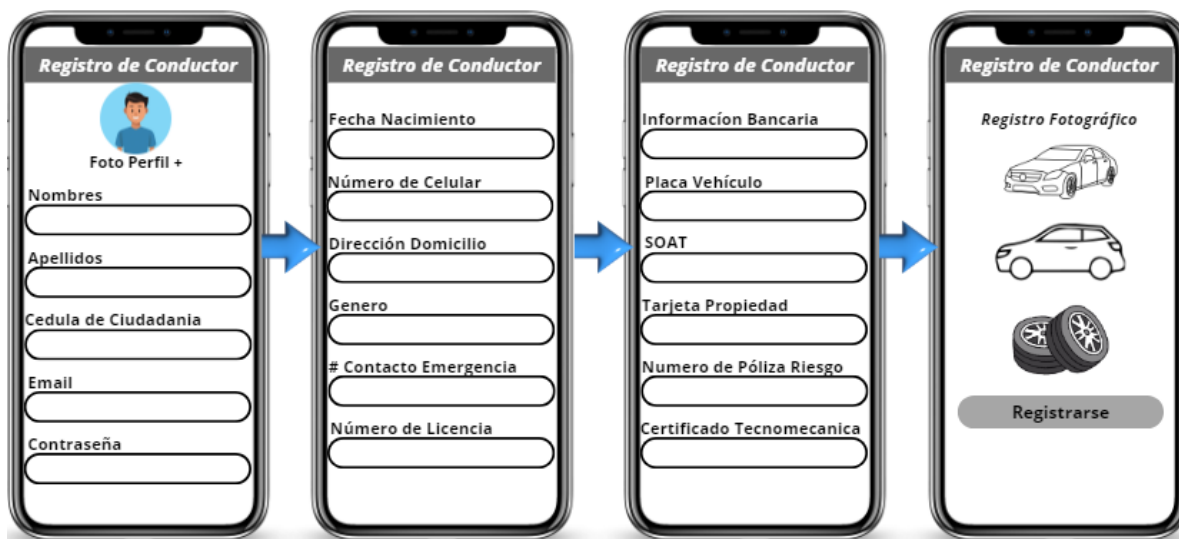 Registro de Conductor
Foto Perfil +
Nombres
Apellidos
Cedula de Ciudadania
Email
Contraseña
Registro de Conductor
Fecha Nacimiento
Número de Celular
Dirección Domicilio
Genero
# Contacto Emergencia
Número de Licencia
Registro de Conductor
Informacíon Bancaria
Placa Vehículo
SOAT
Tarjeta Propiedad
Numero de Póliza Riesgo
Certificado Tecnomecanica
Registro de Conductor
Registro Fotográfico
Registrarse